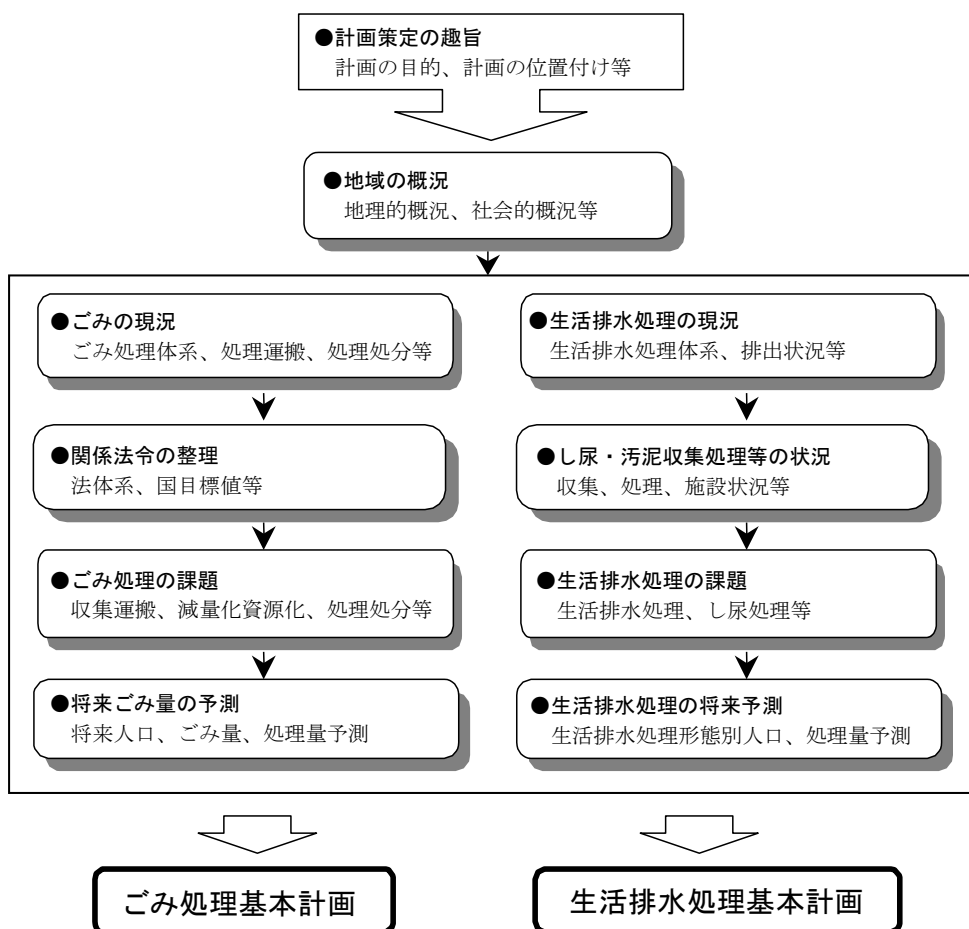 ●計画策定の趣旨
計画の目的、計画の位置付け等
●地域の概況
地理的概況、社会的概況等
●ごみの現況
ごみ処理体系、処理運搬、処理処分等
●関係法令の整理
法体系、国目標値等
●ごみ処理の課題
収集運搬、減量化資源化、処理処分等
●将来ごみ量の予測
将来人口、ごみ量、処理量予測
●生活排水処理の現況
生活排水処理体系、排出状況等
●し尿・汚泥収集処理等の状況
収集、処理、施設状況等
●生活排水処理の課題
生活排水処理、し尿処理等
●生活排水処理の将来予測
生活排水処理形態別人口、処理量予測
ごみ処理基本計画
生活排水処理基本計画